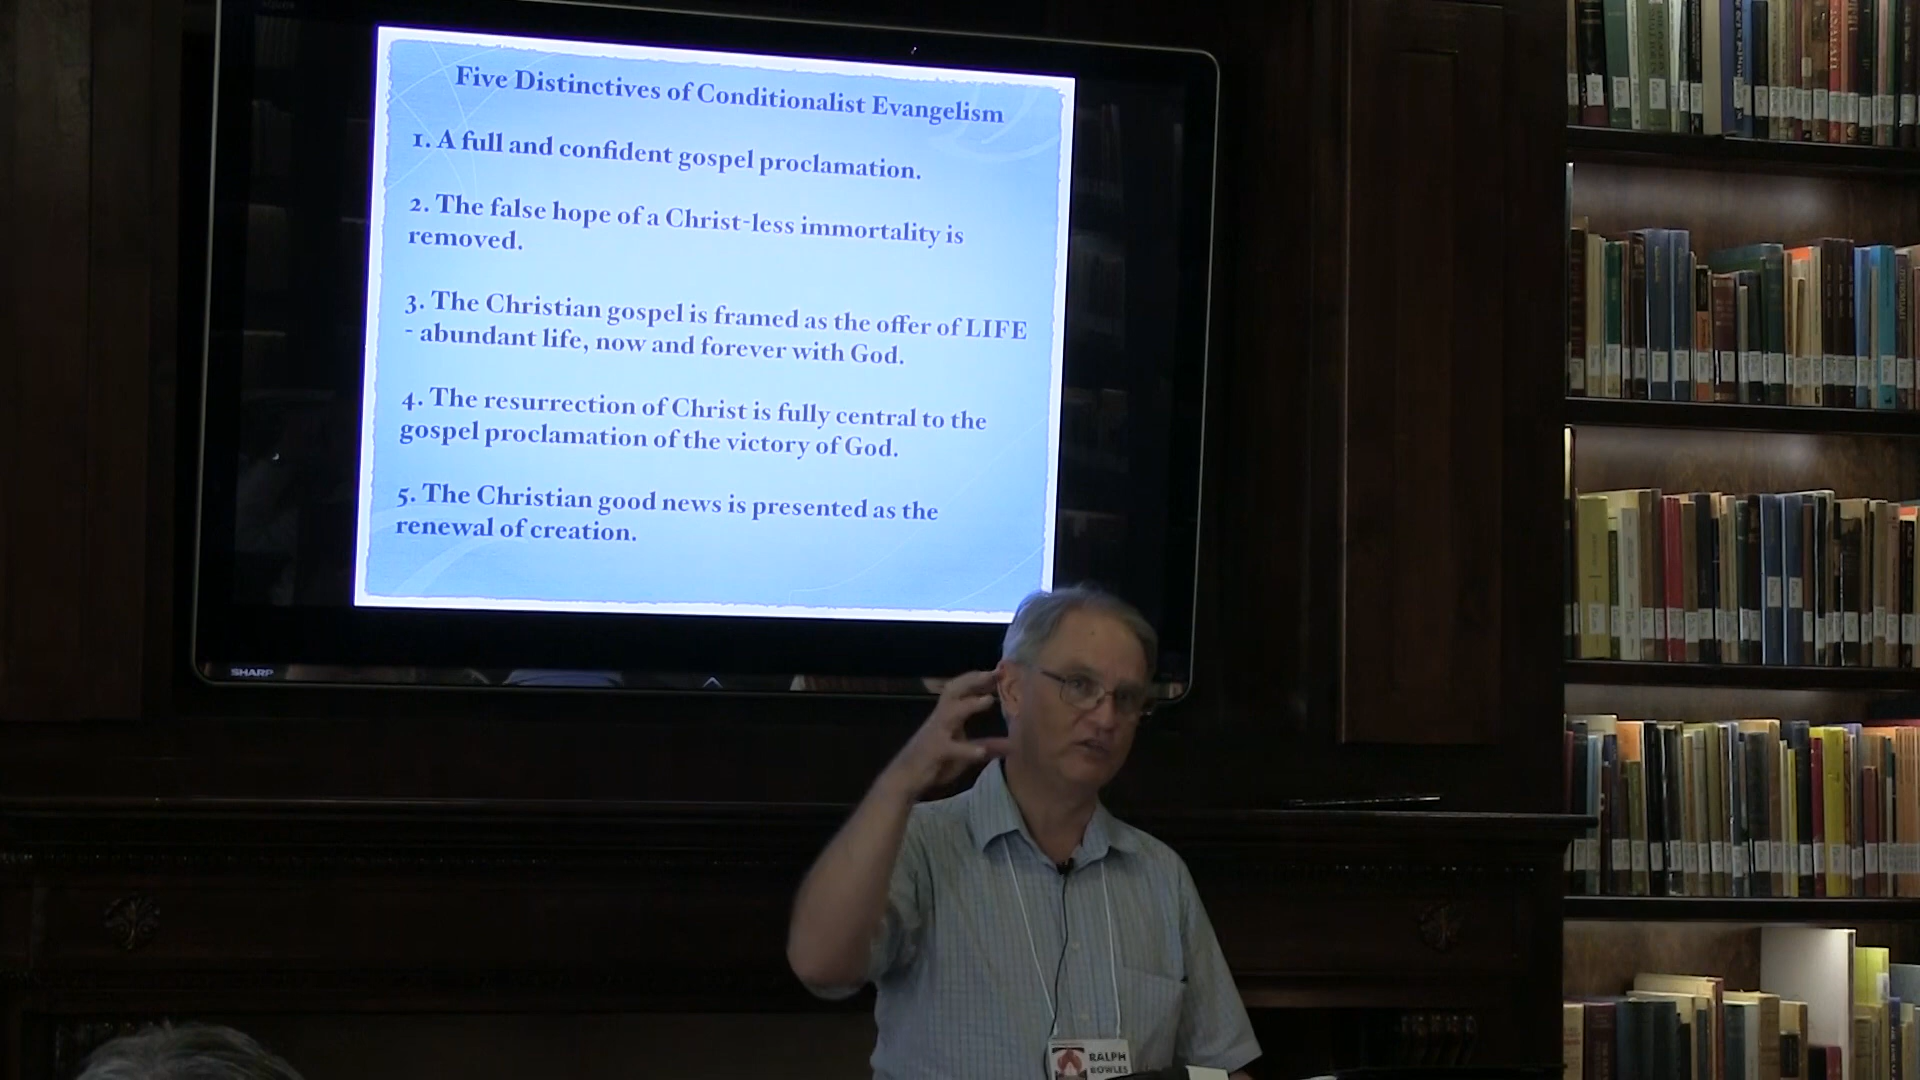 Five Distinctives of Conditionalist Evangelism
1. A full and confident gospel proclamation.
2. The false hope of a Christ-less immortality is
removed.
3. The Christian gospel is framed as the offer of LIFE
- abundant life, now and forever with God.
4. The resurrection of Christ is fully central to the
gospel proclamation of the victory of God.
5. The Christian good news is presented as the
renewal of creation.
SHARP
RALPH
BOWLES